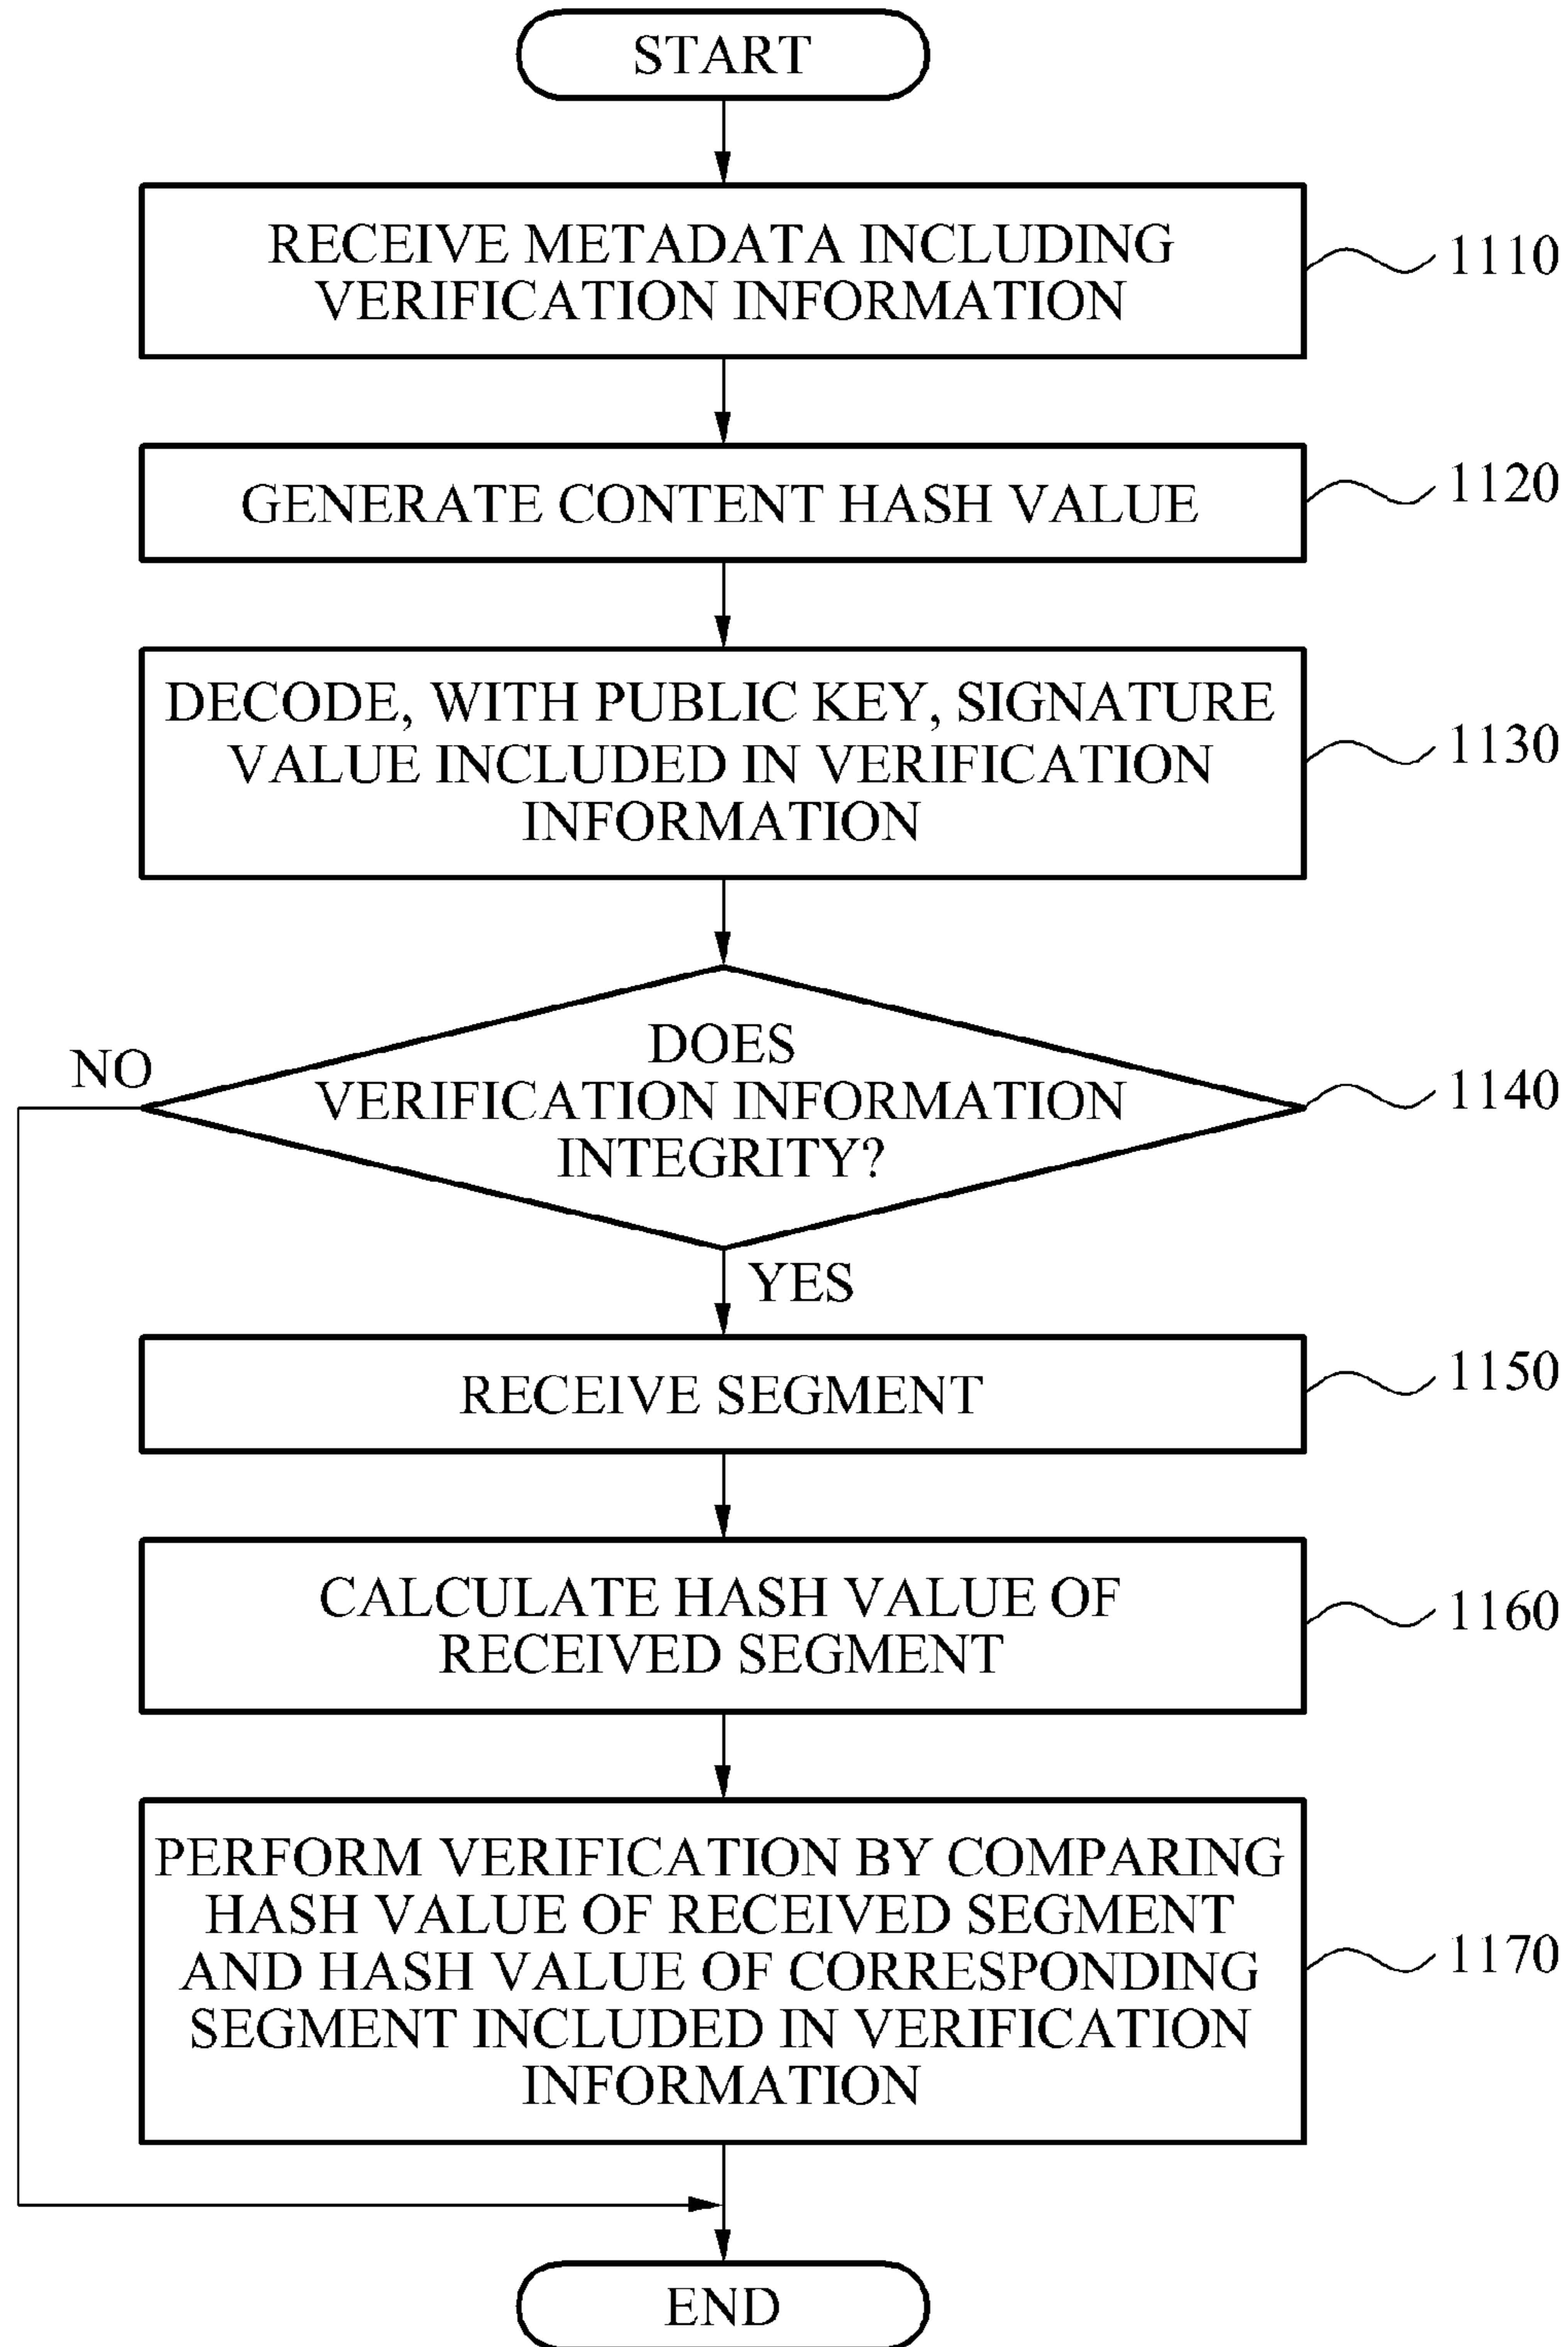 START
RECEIVE METADATA INCLUDING
VERIFICATION INFORMATION
1110
GENERATE CONTENT HASH VALUE
1120
DECODE, WITH PUBLIC KEY, SIGNATURE
VALUE INCLUDED IN VERIFICATION
INFORMATION
1130
DOES
VERIFICATION INFORMATION
INTEGRITY?
1140
NO
YES
RECEIVE SEGMENT
1150
CALCULATE HASH VALUE OF
RECEIVED SEGMENT
1160
PERFORM VERIFICATION BY COMPARING
HASH VALUE OF RECEIVED SEGMENT
AND HASH VALUE OF CORRESPONDING
SEGMENT INCLUDED IN VERIFICATION
INFORMATION
1170
END